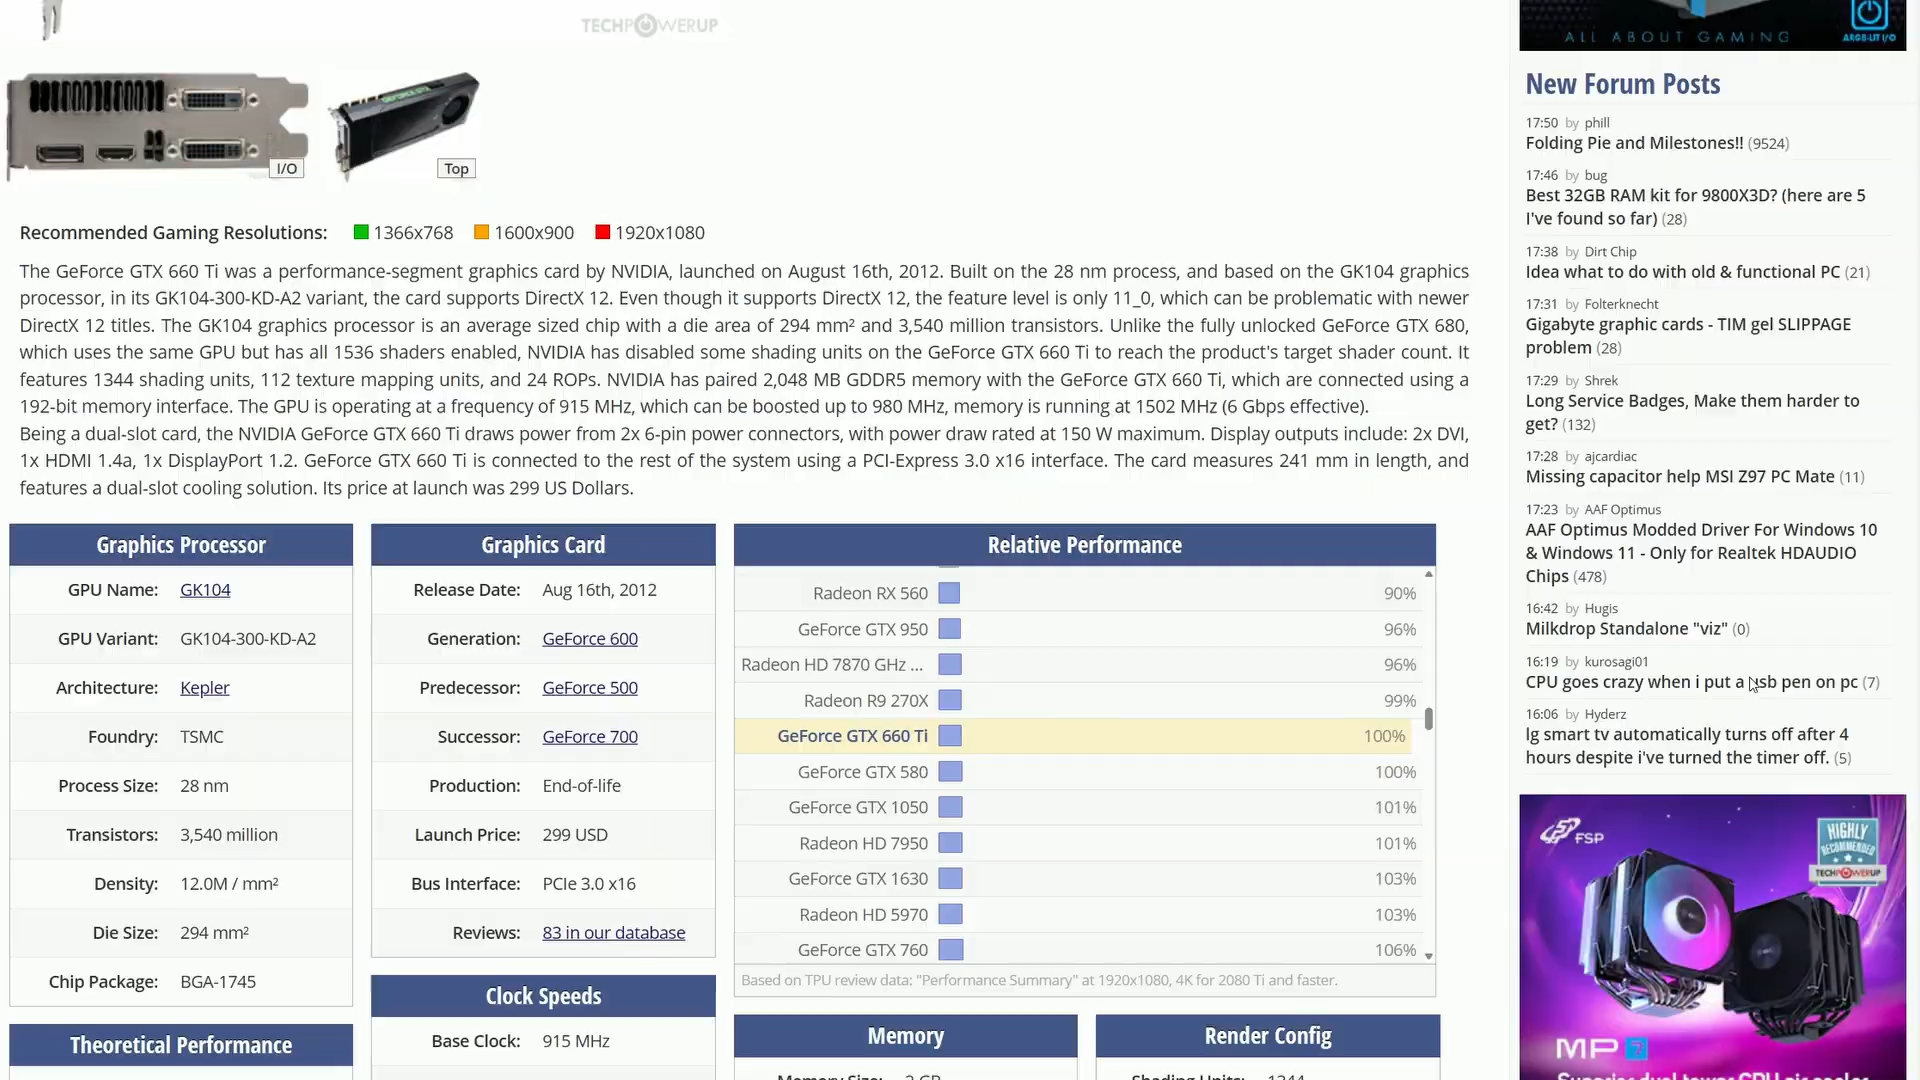 TECHPOWERUP
I/O
Top
Recommended Gaming Resolutions: 1366x768 1600x900 1920x1080
The GeForce GTX 660 Ti was a performance-segment graphics card by NVIDIA, launched on August 16th, 2012. Built on the 28 nm process, and based on the GK104 graphics
processor, in its GK104-300-KD-A2 variant, the card supports DirectX 12. Even though it supports DirectX 12, the feature level is only 11_0, which can be problematic with newer
DirectX 12 titles. The GK104 graphics processor is an average sized chip with a die area of 294 mm² and 3,540 million transistors. Unlike the fully unlocked GeForce GTX 680,
which uses the same GPU but has all 1536 shaders enabled, NVIDIA has disabled some shading units on the GeForce GTX 660 Ti to reach the product's target shader count. It
features 1344 shading units, 112 texture mapping units, and 24 ROPs. NVIDIA has paired 2,048 MB GDDR5 memory with the GeForce GTX 660 Ti, which are connected using a
192-bit memory interface. The GPU is operating at a frequency of 915 MHz, which can be boosted up to 980 MHz, memory is running at 1502 MHz (6 Gbps effective).
Being a dual-slot card, the NVIDIA GeForce GTX 660 Ti draws power from 2x 6-pin power connectors, with power draw rated at 150 W maximum. Display outputs include: 2x DVI,
1x HDMI 1.4a, 1x DisplayPort 1.2. GeForce GTX 660 Ti is connected to the rest of the system using a PCI-Express 3.0 x16 interface. The card measures 241 mm in length, and
features a dual-slot cooling solution. Its price at launch was 299 US Dollars.
Graphics Processor
GPU Name: GK104
GPU Variant: GK104-300-KD-A2
Architecture: Kepler
Foundry: TSMC
Process Size: 28 nm
Transistors: 3,540 million
Density: 12.0M / mm²
Die Size: 294 mm²
Chip Package: BGA-1745
Theoretical Performance
Graphics Card
Release Date: Aug 16th, 2012
Generation: GeForce 600
Predecessor: GeForce 500
Successor: GeForce 700
Production: End-of-life
Launch Price: 299 USD
Bus Interface: PCIe 3.0 x16
Reviews: 83 in our database
Clock Speeds
Base Clock: 915 MHz
Relative Performance
Radeon RX 560 90%
GeForce GTX 950 96%
Radeon HD 7870 GHz ... 96%
Radeon R9 270X 99%
GeForce GTX 660 Ti 100%
GeForce GTX 580 100%
GeForce GTX 1050 101%
Radeon HD 7950 101%
GeForce GTX 1630 103%
Radeon HD 5970 103%
GeForce GTX 760 106%
Based on TPU review data: "Performance Summary" at 1920x1080, 4K for 2080 Ti and faster.
Memory
Memory Size: 2 GB
Render Config
Shading Units: 1344
ALL ABOUT GAMING
ARGB-LIT I/O
New Forum Posts
17:50 by phill
Folding Pie and Milestones!! (9524)
17:46 by bug
Best 32GB RAM kit for 9800X3D? (here are 5
I've found so far) (28)
17:38 by Dirt Chip
Idea what to do with old & functional PC (21)
17:31 by Folterknecht
Gigabyte graphic cards - TIM gel SLIPPAGE
problem (28)
17:29 by Shrek
Long Service Badges, Make them harder to
get? (132)
17:28 by ajcardiac
Missing capacitor help MSI Z97 PC Mate (11)
17:23 by AAF Optimus
AAF Optimus Modded Driver For Windows 10
& Windows 11 - Only for Realtek HDAUDIO
Chips (478)
16:42 by Hugis
Milkdrop Standalone "viz" (0)
16:19 by kurosagi01
CPU goes crazy when i put a usb pen on pc (7)
16:06 by Hyderz
lg smart tv automatically turns off after 4
hours despite i've turned the timer off. (5)
FSP
HIGHLY
RECOMMENDED
TECHPOWERUP
MP7
Superior dual tower CPU air cooler